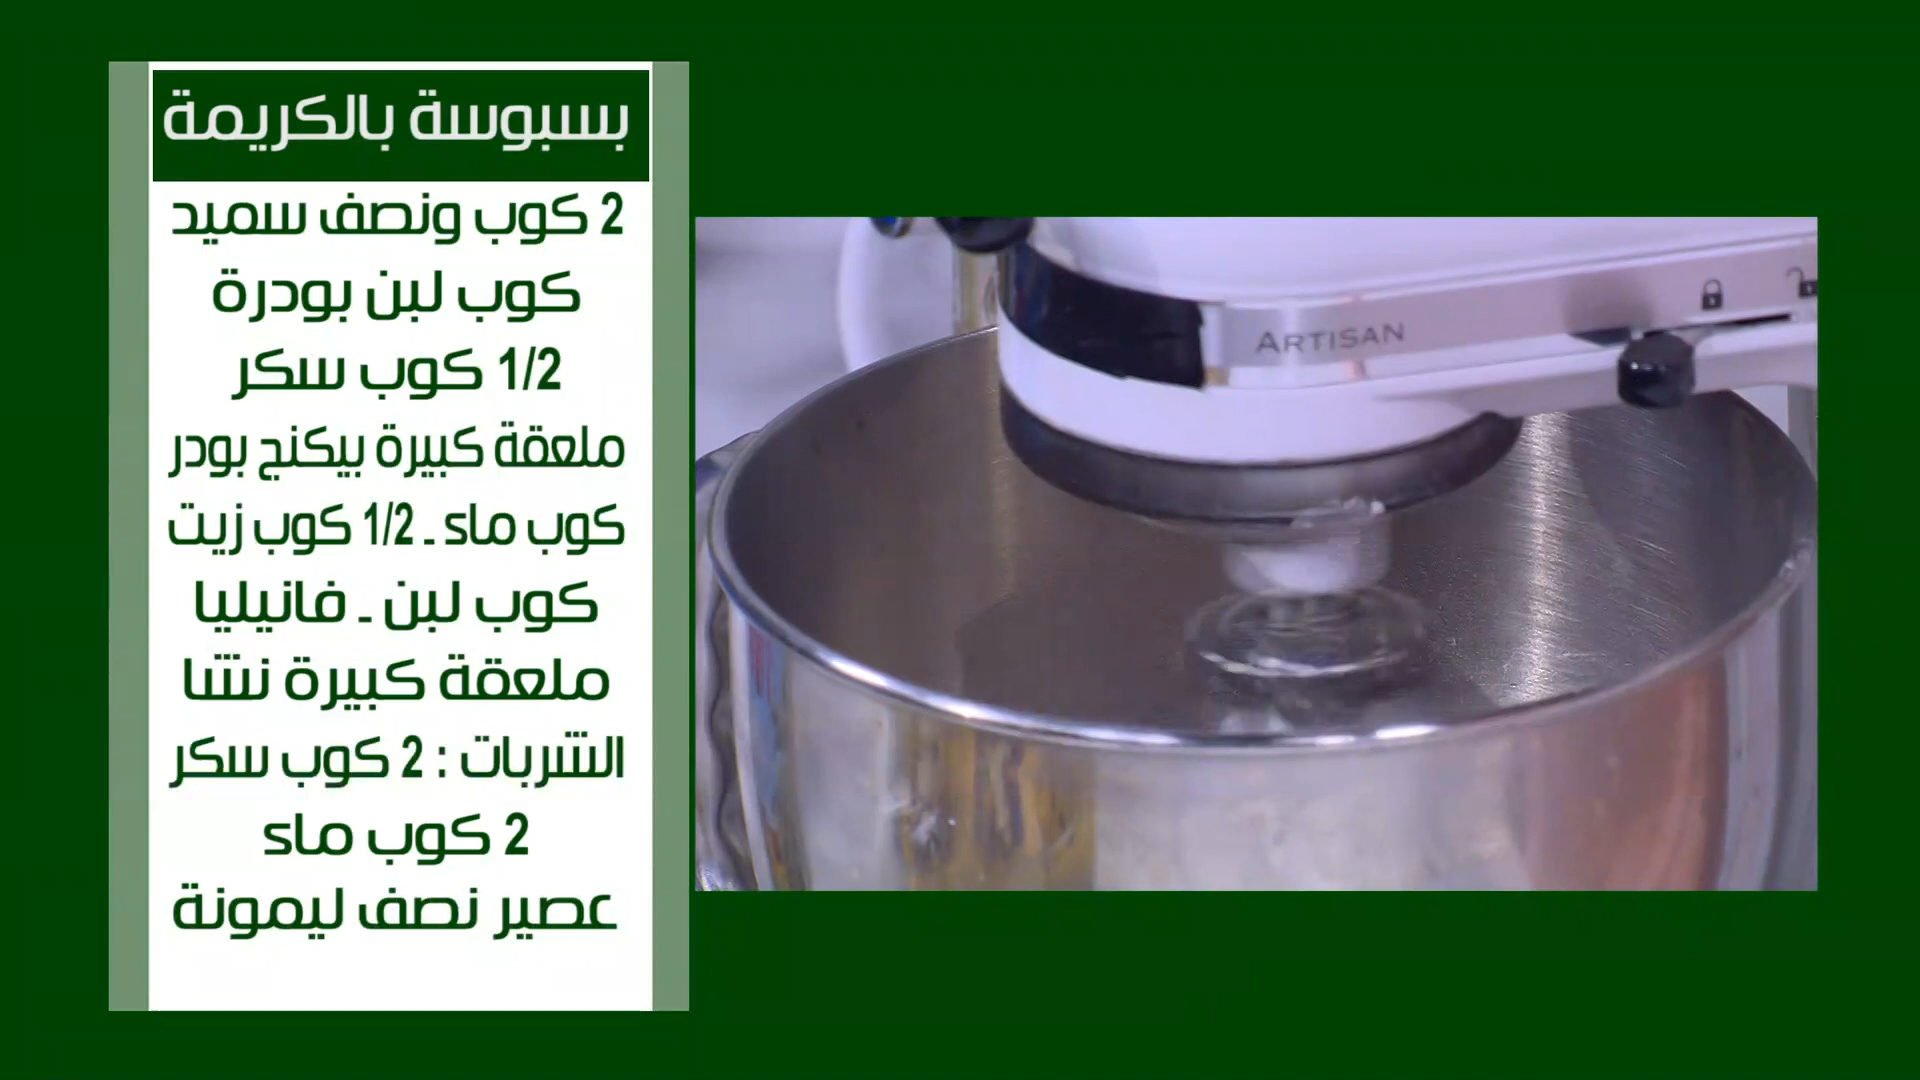 بسبوسة بالكريمة
2 كوب ونصف سميد
كوب لبن بودرة
1/2 كوب سكر
ملعقة كبيرة بيكنج بودر
كوب ماء ـ 1/2 كوب زيت
كوب لبن ـ فانيليا
ملعقة كبيرة نشا
الشربات : 2 كوب سكر
2 كوب ماء
عصير نصف ليمونة
ARTISAN